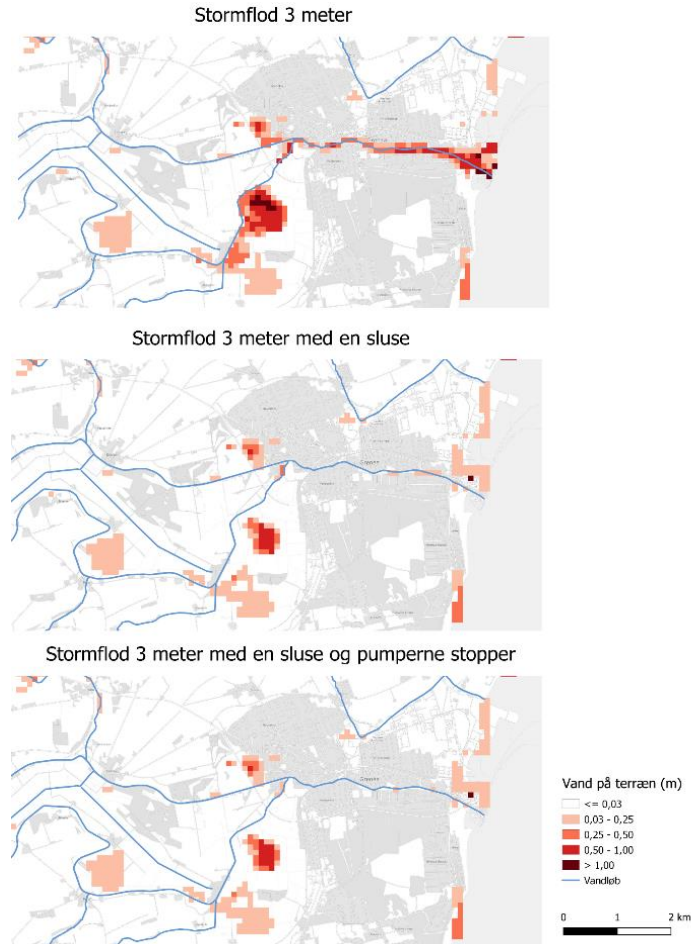 Stormflod 3 meter
Stormflod 3 meter med en sluse
Stormflod 3 meter med en sluse og pumperne stopper
Vand på terræn (m)
<= 0,03
0,03 - 0,25
0,25 - 0,50
0,50 - 1,00
> 1,00
Vandløb
0 1 2 km